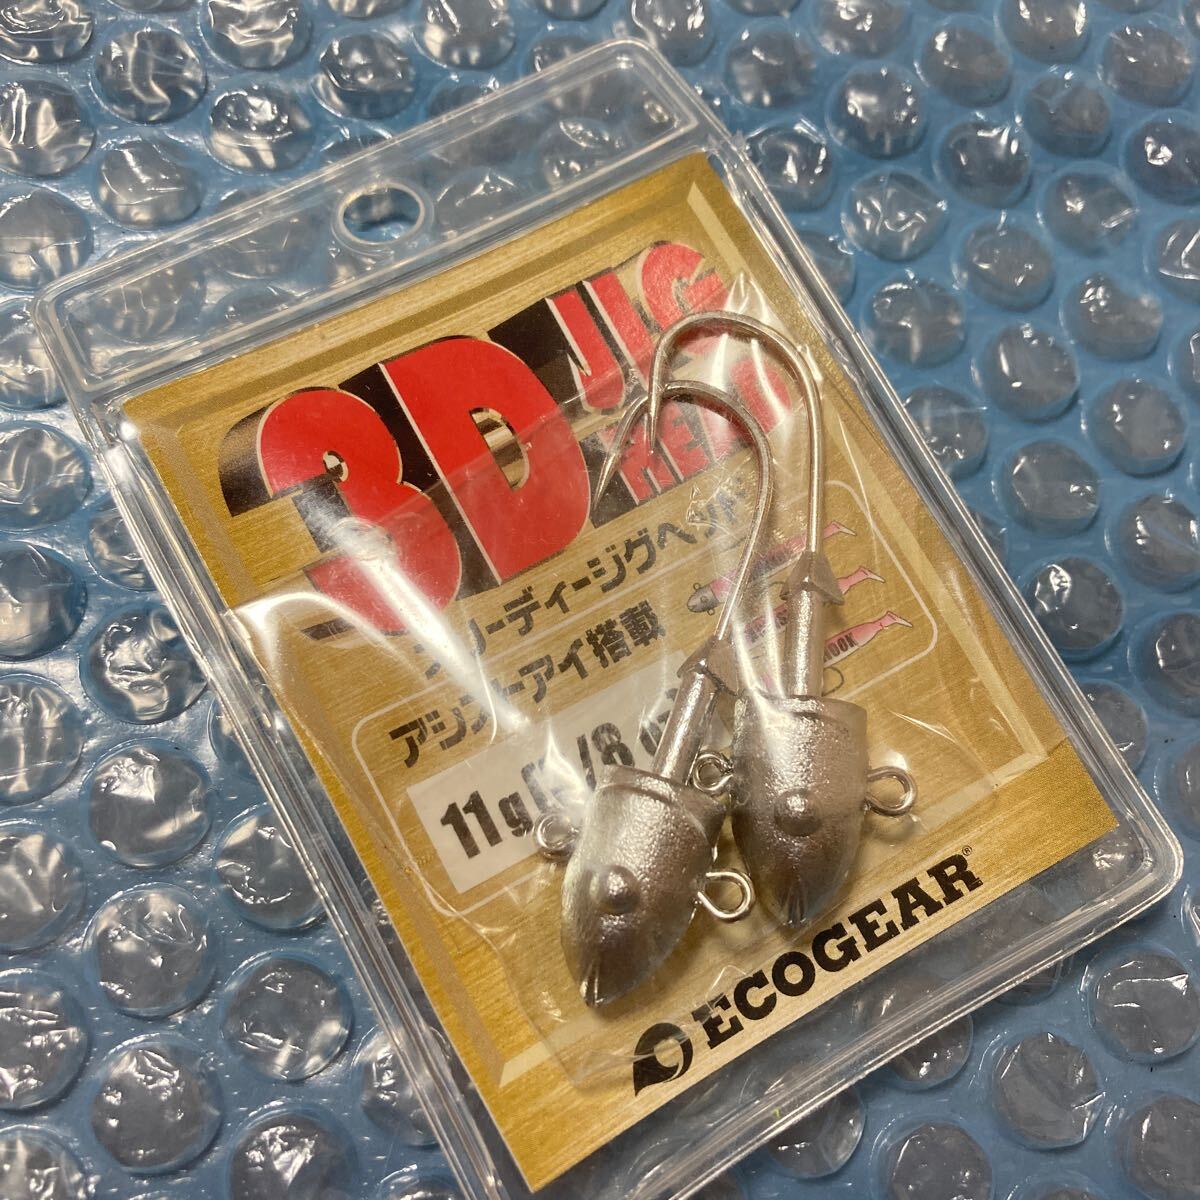 3D JIG
HEAD
スリーディージグヘッド
アシストアイ搭載
11g
/8
ECOGEAR®